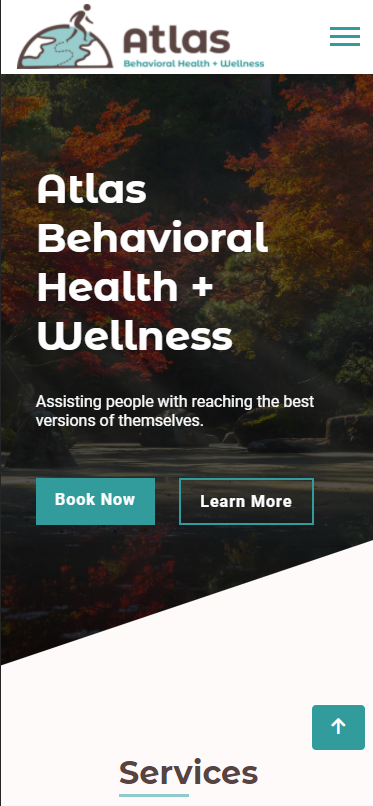 Atlas
Behavioral Health + Wellness
Atlas
Behavioral
Health +
Wellness
Assisting people with reaching the best
versions of themselves.
Book Now
Learn More
Services